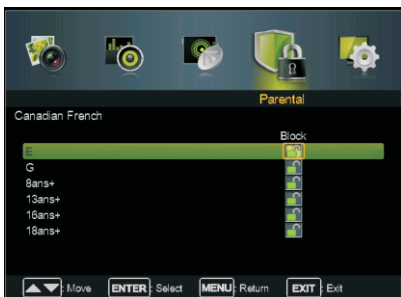 Parental
Canadian French
Block
E
G
8ans+
13ans+
16ans+
18ans+
▲▼: Move ENTER: Select MENU: Return EXIT: Exit